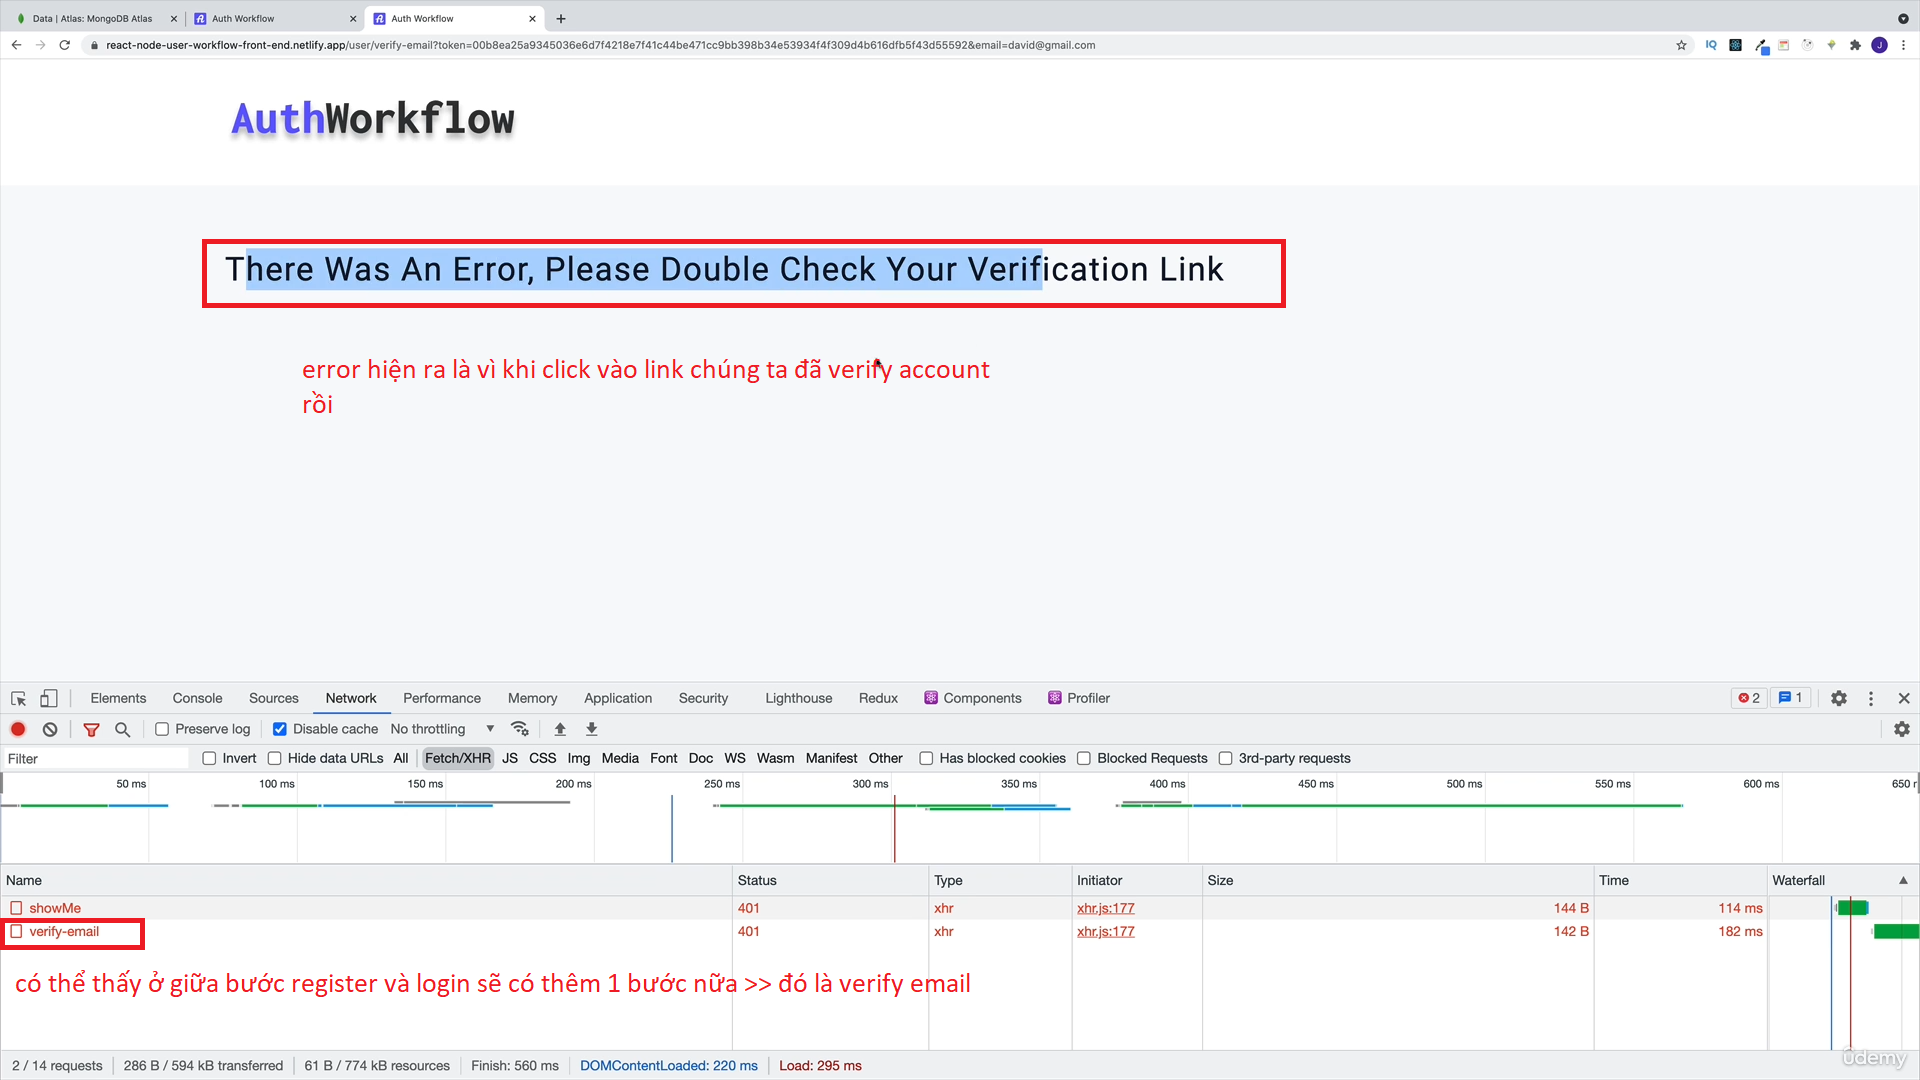 Data | Atlas: MongoDB Atlas
Auth Workflow
Auth Workflow
react-node-user-workflow-front-end.netlify.app/user/verify-email?token=00b8ea25a9345036e6d7f4218e7f41c44be471cc9bb398b34e53934f4f309d4b616dfb5f43d55592&email=david@gmail.com
IQ
J
AuthWorkflow
There Was An Error, Please Double Check Your Verification Link
error hiện ra là vì khi click vào link chúng ta đã verify account
rồi
Elements Console Sources Network Performance Memory Application Security Lighthouse Redux Components Profiler 2 1
Preserve log Disable cache No throttling
Filter Invert Hide data URLs All Fetch/XHR JS CSS Img Media Font Doc WS Wasm Manifest Other Has blocked cookies Blocked Requests 3rd-party requests
50 ms 100 ms 150 ms 200 ms 250 ms 300 ms 350 ms 400 ms 450 ms 500 ms 550 ms 600 ms 650
Name Status Type Initiator Size Time Waterfall
showMe 401 xhr xhr.js:177 144 B 114 ms
verify-email 401 xhr xhr.js:177 142 B 182 ms
có thể thấy ở giữa bước register và login sẽ có thêm 1 bước nữa >> đó là verify email
2 / 14 requests 286 B / 594 kB transferred 61 B / 774 kB resources Finish: 560 ms DOMContentLoaded: 220 ms Load: 295 ms
ûdemy